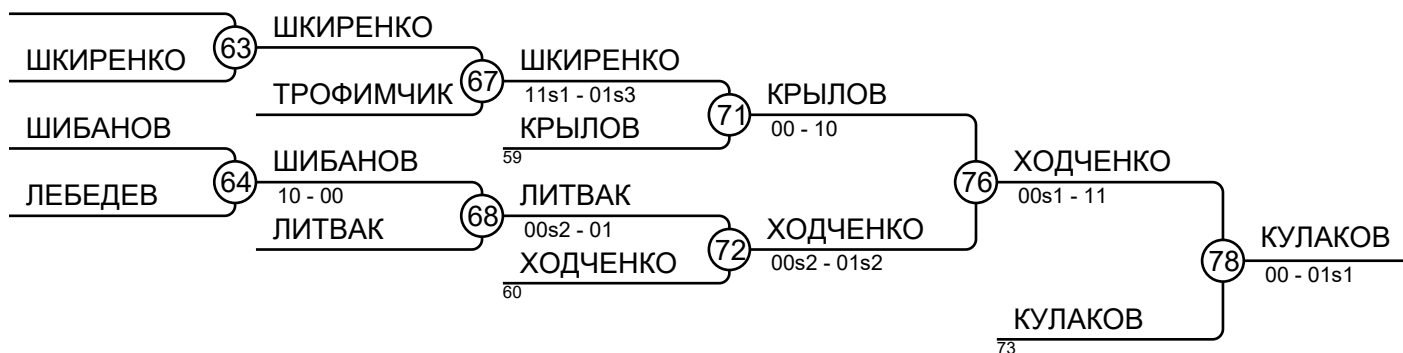 ШКИРЕНКО
63
ШКИРЕНКО
ТРОФИМЧИК
67
ШКИРЕНКО
11s1 - 01s3
КРЫЛОВ
59
71
КРЫЛОВ
00 - 10
ШИБАНОВ
ЛЕБЕДЕВ
64
ШИБАНОВ
10 - 00
ЛИТВАК
68
ЛИТВАК
00s2 - 01
ХОДЧЕНКО
60
72
ХОДЧЕНКО
00s2 - 01s2
76
ХОДЧЕНКО
00s1 - 11
КУЛАКОВ
73
78
КУЛАКОВ
00 - 01s1